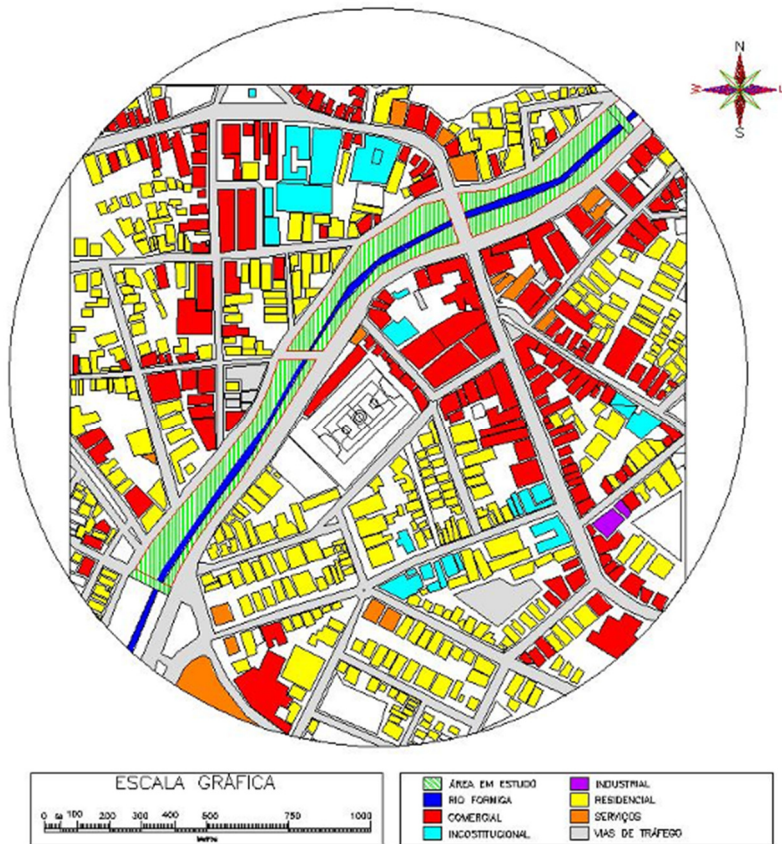 N
W L
S
ESCALA GRÁFICA
0 50 100 200 300 400 500 750 1000
ÁREA EM ESTUDO
RIO FORMIGA
COMERCIAL
INCOSTITUCIONAL
INDUSTRIAL
RESIDENCIAL
SERVIÇOS
VIAS DE TRÁFEGO